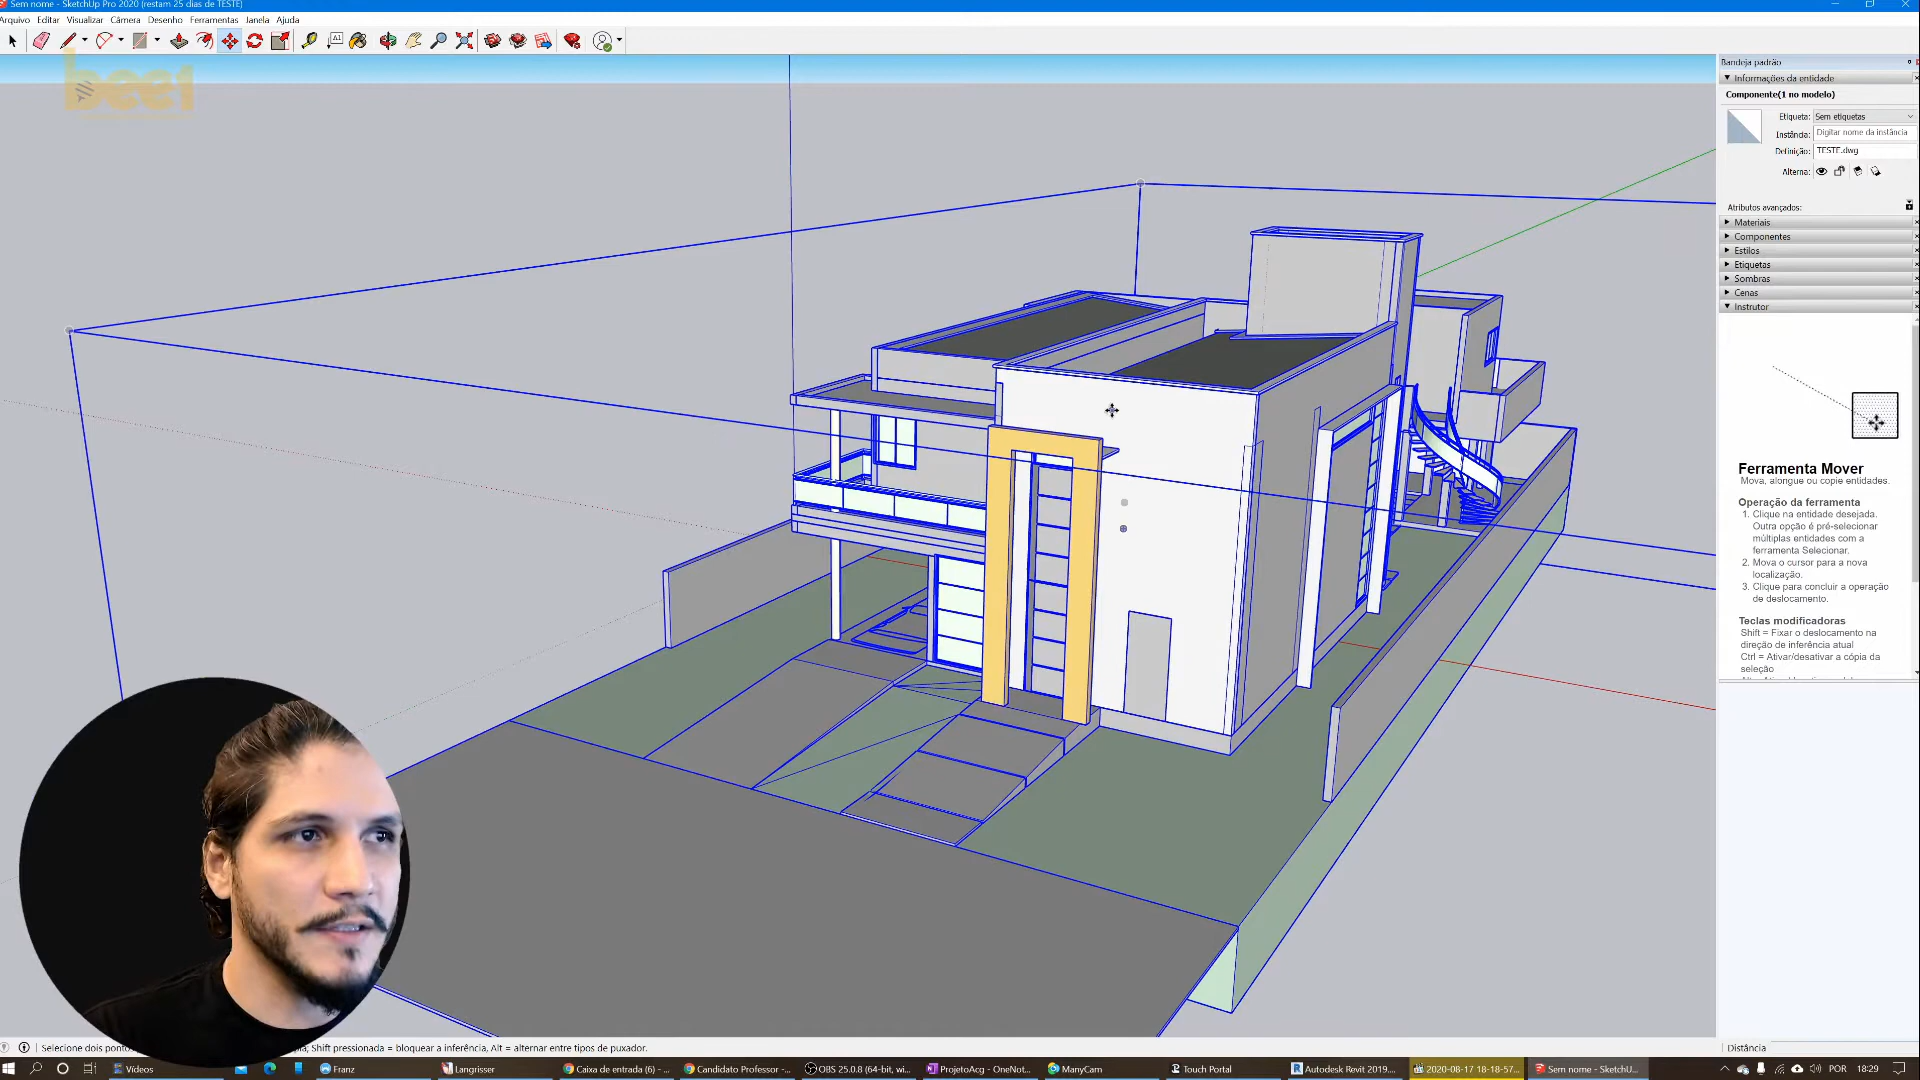 Sem nome - SketchUp Pro 2020 (restam 25 dias de TESTE)
Arquivo Editar Visualizar Câmera Desenho Ferramentas Janela Ajuda
bee1
Bandeja padrão
Informações da entidade
Componente(1 no modelo)
Etiqueta: Sem etiquetas
Instância: Digitar nome da instância
Definição: TESTE.dwg
Alterna:
Atributos avançados:
Materiais
Componentes
Estilos
Etiquetas
Sombras
Cenas
Instrutor
Ferramenta Mover
Mova, alongue ou copie entidades.
Operação da ferramenta
1. Clique na entidade desejada.
Outra opção é pré-selecionar
múltiplas entidades com a
ferramenta Selecionar.
2. Mova o cursor para a nova
localização.
3. Clique para concluir a operação
de deslocamento.
Teclas modificadoras
Shift = Fixar o deslocamento na
direção de inferência atual
Ctrl = Ativar/desativar a cópia da
seleção
Selecione dois ponto
Shift pressionada = bloquear a inferência, Alt = alternar entre tipos de puxador.
Distância
Vídeos
Franz
Langrisser
Caixa de entrada (6) - ...
Candidato Professor -...
OBS 25.0.8 (64-bit, wi...
ProjetoAcg - OneNot...
ManyCam
Touch Portal
Autodesk Revit 2019...
2020-08-17 18-18-57...
Sem nome - SketchU...
POR
18:29